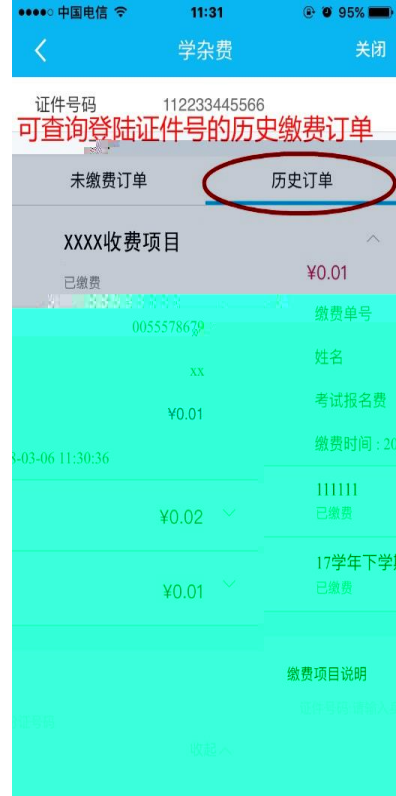 中国电信 11:31 95%
学杂费 关闭
证件号码 112233445566
可查询登陆证件号的历史缴费订单
未缴费订单 历史订单
XXXX收费项目
已缴费 ¥0.01
缴费单号
0055578679
姓名
xx
考试报名费
¥0.01
缴费时间 : 20
-03-06 11:30:36
111111
已缴费
¥0.02
17学年下学
已缴费
¥0.01
缴费项目说明
收起